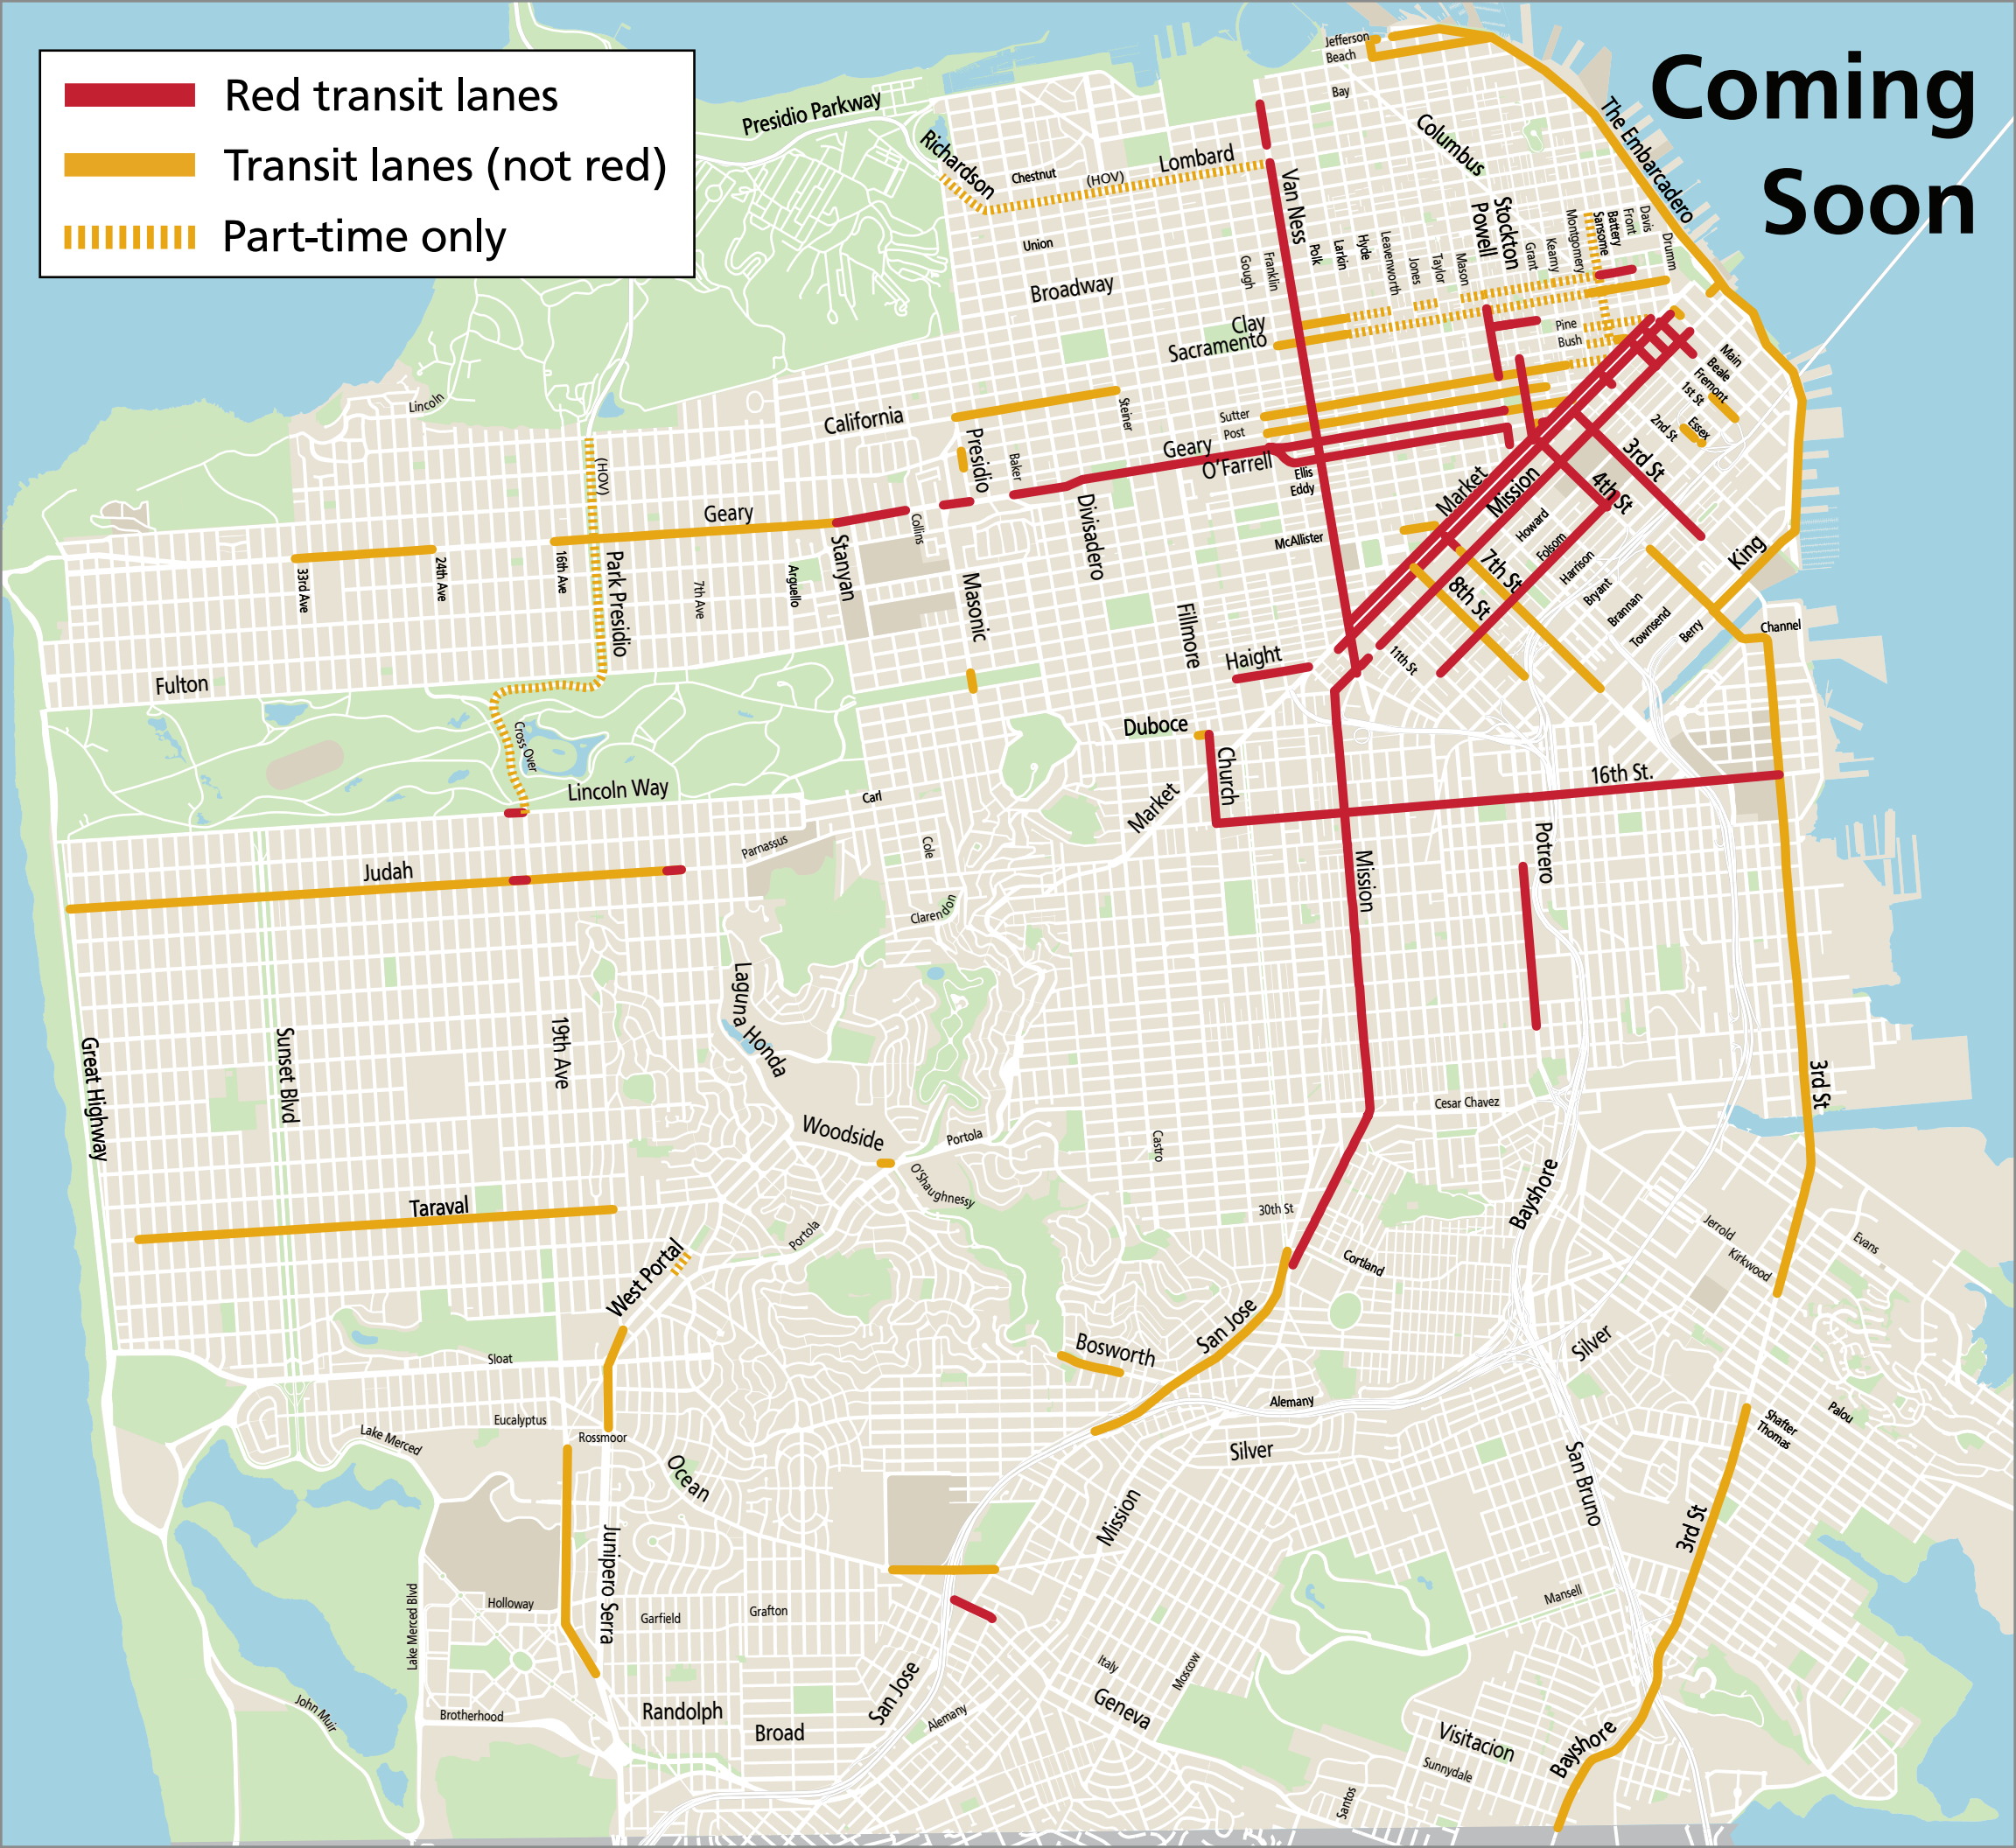 Coming
Soon
Red transit lanes
Transit lanes (not red)
Part-time only
Jefferson
Beach
Bay
Columbus
The Embarcadero
Presidio Parkway
Richardson
Chestnut
(HOV)
Lombard
Van Ness
Union
Broadway
Gough
Franklin
Polk
Larkin
Hyde
Leavenworth
Jones
Taylor
Mason
Powell
Stockton
Grant
Kearny
Montgomery
Sansome
Battery
Front
Davis
Drumm
Clay
Sacramento
Pine
Bush
Main
Beale
Fremont
1st St
Essex
2nd St
Lincoln
California
Presidio
Steiner
Sutter
Post
Geary
O'Farrell
Ellis
Eddy
Baker
3rd St
4th St
Market
Mission
(HOV)
Geary
Collins
Divisadero
McAllister
Howard
Folsom
Harrison
Bryant
Brannan
Townsend
Berry
King
Channel
7th St
8th St
11th St
33rd Ave
24th Ave
16th Ave
Park Presidio
7th Ave
Arguello
Stanyan
Masonic
Fillmore
Haight
Fulton
Cross Over
Duboce
Church
Lincoln Way
Carl
Market
16th St.
Judah
Parnassus
Cole
Mission
Potrero
Clarendon
Laguna Honda
Great Highway
Sunset Blvd
19th Ave
Woodside
Portola
Castro
Cesar Chavez
3rd St
O'Shaughnessy
Taraval
Portola
30th St
Cortland
Bayshore
Jerrold
Kirkwood
Evans
West Portal
San Jose
Bosworth
Silver
Sloat
Alemany
Eucalyptus
Rossmoor
Lake Merced
Ocean
Silver
Shafter
Thomas
Palou
San Bruno
Mission
3rd St
Junipero Serra
Lake Merced Blvd
Holloway
Garfield
Grafton
Mansell
John Muir
Brotherhood
Randolph
Broad
San Jose
Alemany
Italy
Moscow
Geneva
Visitacion
Sunnydale
Bayshore
Santos